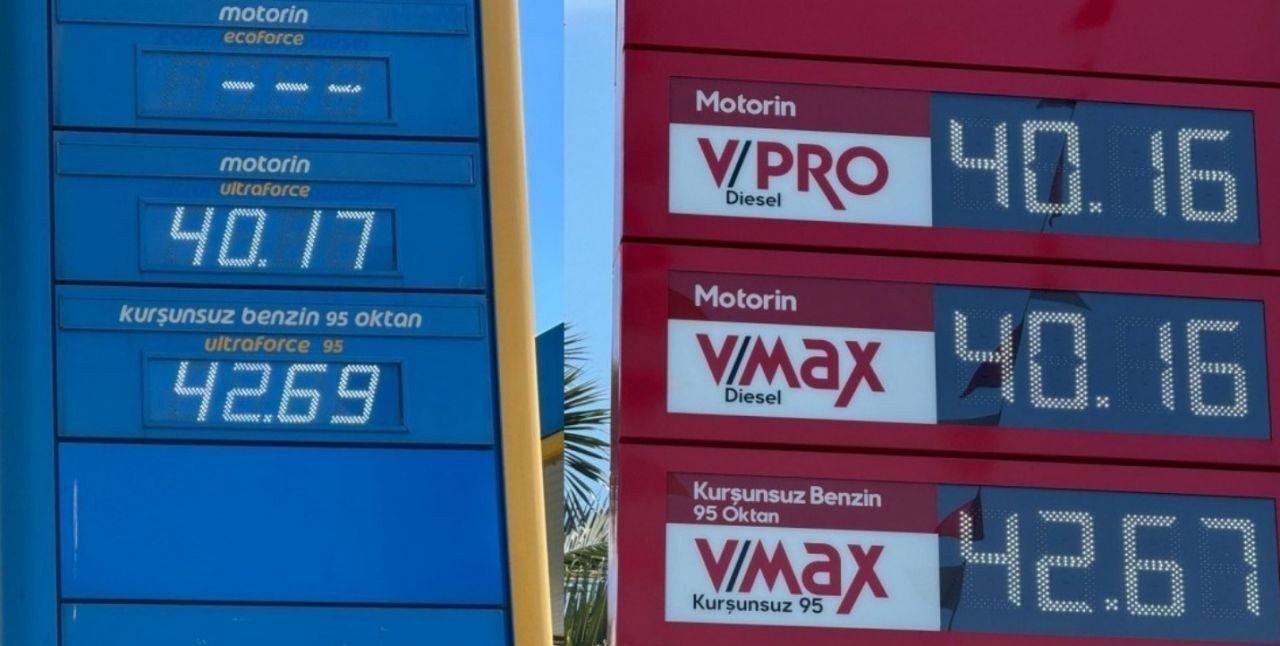 motorin
ecoforce
- - -
motorin
ultraforce
40.17
kurşunsuz benzin 95 oktan
ultraforce 95
42.69
Motorin
V/PRO
Diesel
40.16
Motorin
V/MAX
Diesel
40.16
Kurşunsuz Benzin
95 Oktan
V/MAX
Kurşunsuz 95
42.67